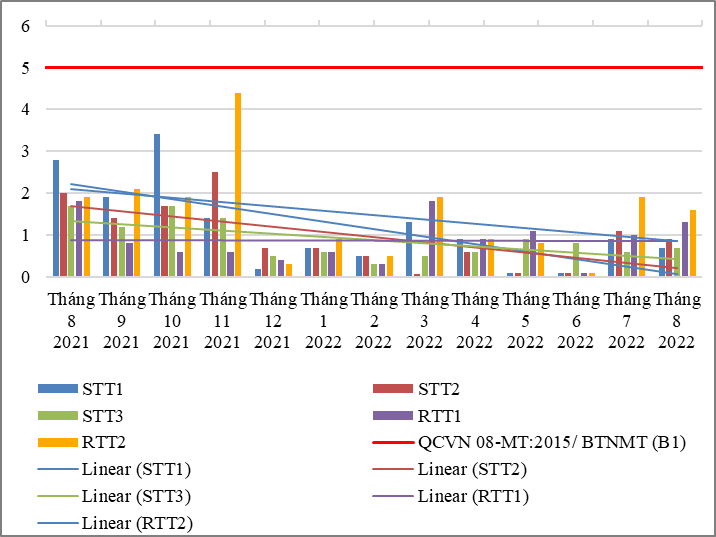 6
5
4
3
2
1
0
Tháng Tháng Tháng Tháng Tháng Tháng Tháng Tháng Tháng Tháng Tháng Tháng Tháng
8 9 10 11 12 1 2 3 4 5 6 7 8
2021 2021 2021 2021 2021 2022 2022 2022 2022 2022 2022 2022 2022
STT1 STT2
STT3 RTT1
RTT2 QCVN 08-MT:2015/ BTNMT (B1)
Linear (STT1) Linear (STT2)
Linear (STT3) Linear (RTT1)
Linear (RTT2)